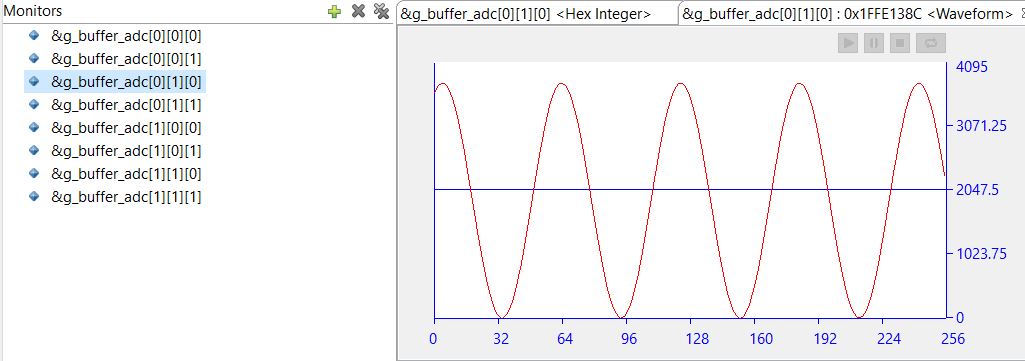 Monitors
&g_buffer_adc[0][0][0]
&g_buffer_adc[0][0][1]
&g_buffer_adc[0][1][0]
&g_buffer_adc[0][1][1]
&g_buffer_adc[1][0][0]
&g_buffer_adc[1][0][1]
&g_buffer_adc[1][1][0]
&g_buffer_adc[1][1][1]
&g_buffer_adc[0][1][0] <Hex Integer>
&g_buffer_adc[0][1][0] : 0x1FFE138C <Waveform>
4095
3071.25
2047.5
1023.75
0
0 32 64 96 128 160 192 224 256